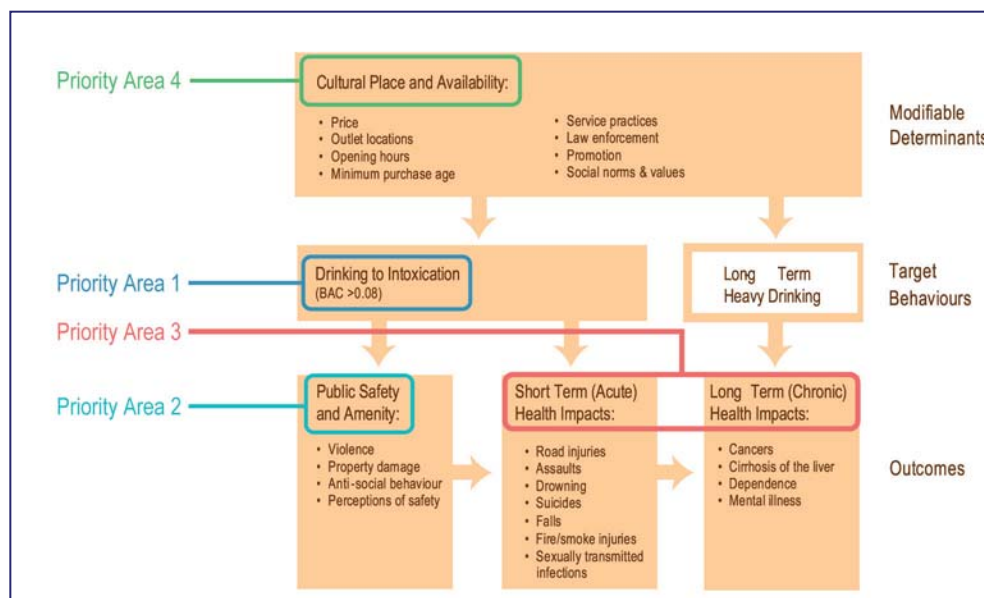 Priority Area 4
Cultural Place and Availability:
• Price
• Outlet locations
• Opening hours
• Minimum purchase age
• Service practices
• Law enforcement
• Promotion
• Social norms & values
Modifiable
Determinants
Priority Area 1
Drinking to Intoxication
(BAC >0.08)
Long Term
Heavy Drinking
Target
Behaviours
Priority Area 3
Priority Area 2
Public Safety
and Amenity:
• Violence
• Property damage
• Anti-social behaviour
• Perceptions of safety
Short Term (Acute)
Health Impacts:
• Road injuries
• Assaults
• Drowning
• Suicides
• Falls
• Fire/smoke injuries
• Sexually transmitted
infections
Long Term (Chronic)
Health Impacts:
• Cancers
• Cirrhosis of the liver
• Dependence
• Mental illness
Outcomes